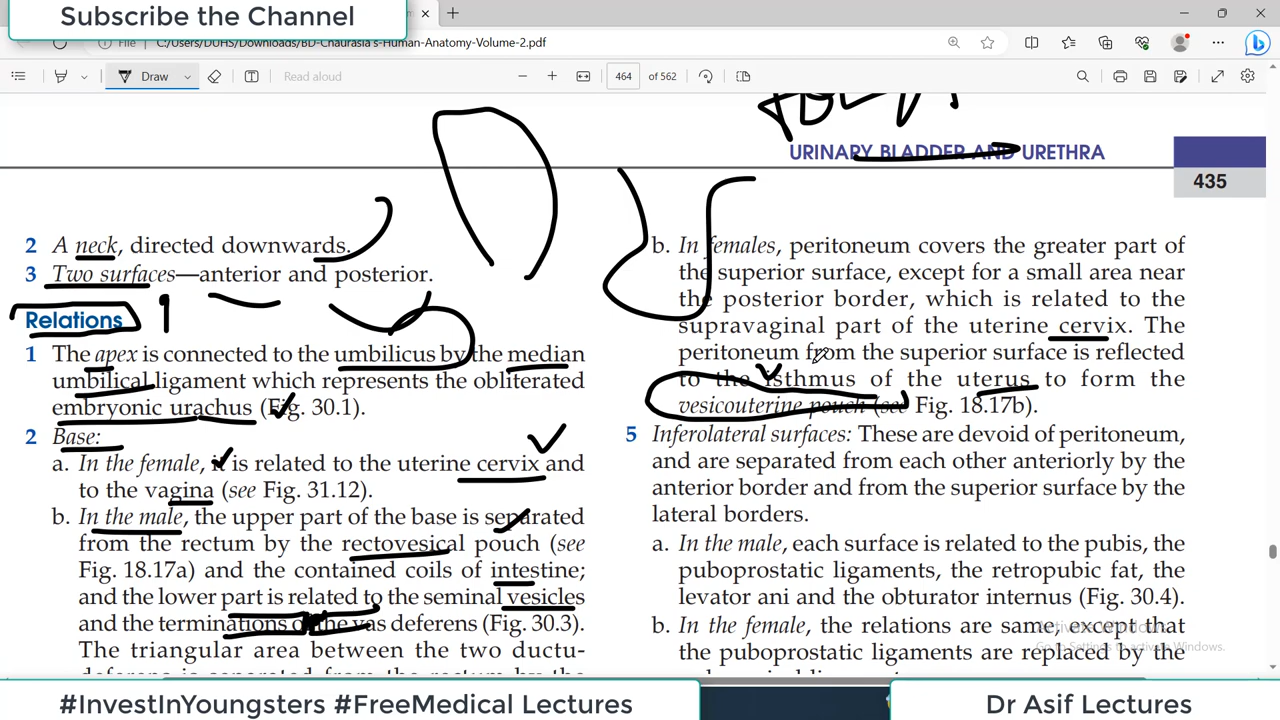 Subscribe the Channel
File
C:/Users/DUHS/Downloads/BD-Chaurasia's-Human-Anatomy-Volume-2.pdf
Draw
Read aloud
464
of 562
URINARY BLADDER AND URETHRA
435
2 A neck, directed downwards.
3 Two surfaces—anterior and posterior.
Relations
1 The apex is connected to the umbilicus by the median
umbilical ligament which represents the obliterated
embryonic urachus (Fig. 30.1).
2 Base:
a. In the female, it is related to the uterine cervix and
to the vagina (see Fig. 31.12).
b. In the male, the upper part of the base is separated
from the rectum by the rectovesical pouch (see
Fig. 18.17a) and the contained coils of intestine;
and the lower part is related to the seminal vesicles
and the terminations of the vas deferens (Fig. 30.3).
The triangular area between the two ductu-
b. In females, peritoneum covers the greater part of
the superior surface, except for a small area near
the posterior border, which is related to the
supravaginal part of the uterine cervix. The
peritoneum from the superior surface is reflected
to the isthmus of the uterus to form the
vesicouterine pouch (see Fig. 18.17b).
5 Inferolateral surfaces: These are devoid of peritoneum,
and are separated from each other anteriorly by the
anterior border and from the superior surface by the
lateral borders.
a. In the male, each surface is related to the pubis, the
puboprostatic ligaments, the retropubic fat, the
levator ani and the obturator internus (Fig. 30.4).
b. In the female, the relations are same, except that
the puboprostatic ligaments are replaced by the
Activate Windows
Go to Settings to activate Windows.
#InvestInYoungsters #FreeMedical Lectures
Dr Asif Lectures